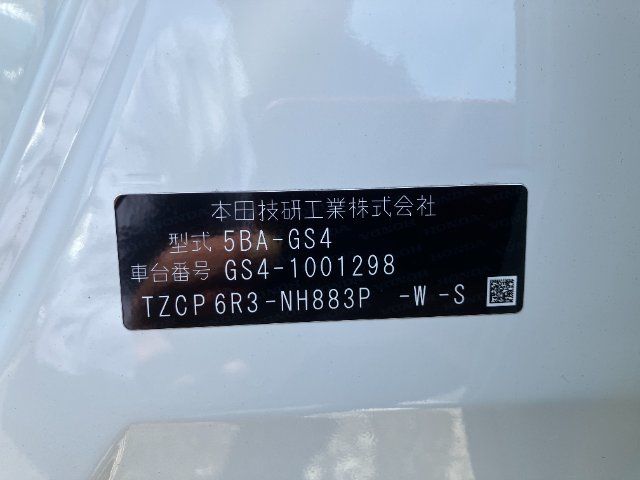 本田技研工業株式会社
型式 5BA-GS4
車台番号 GS4-1001298
TZCP 6R3-NH883P -W -S